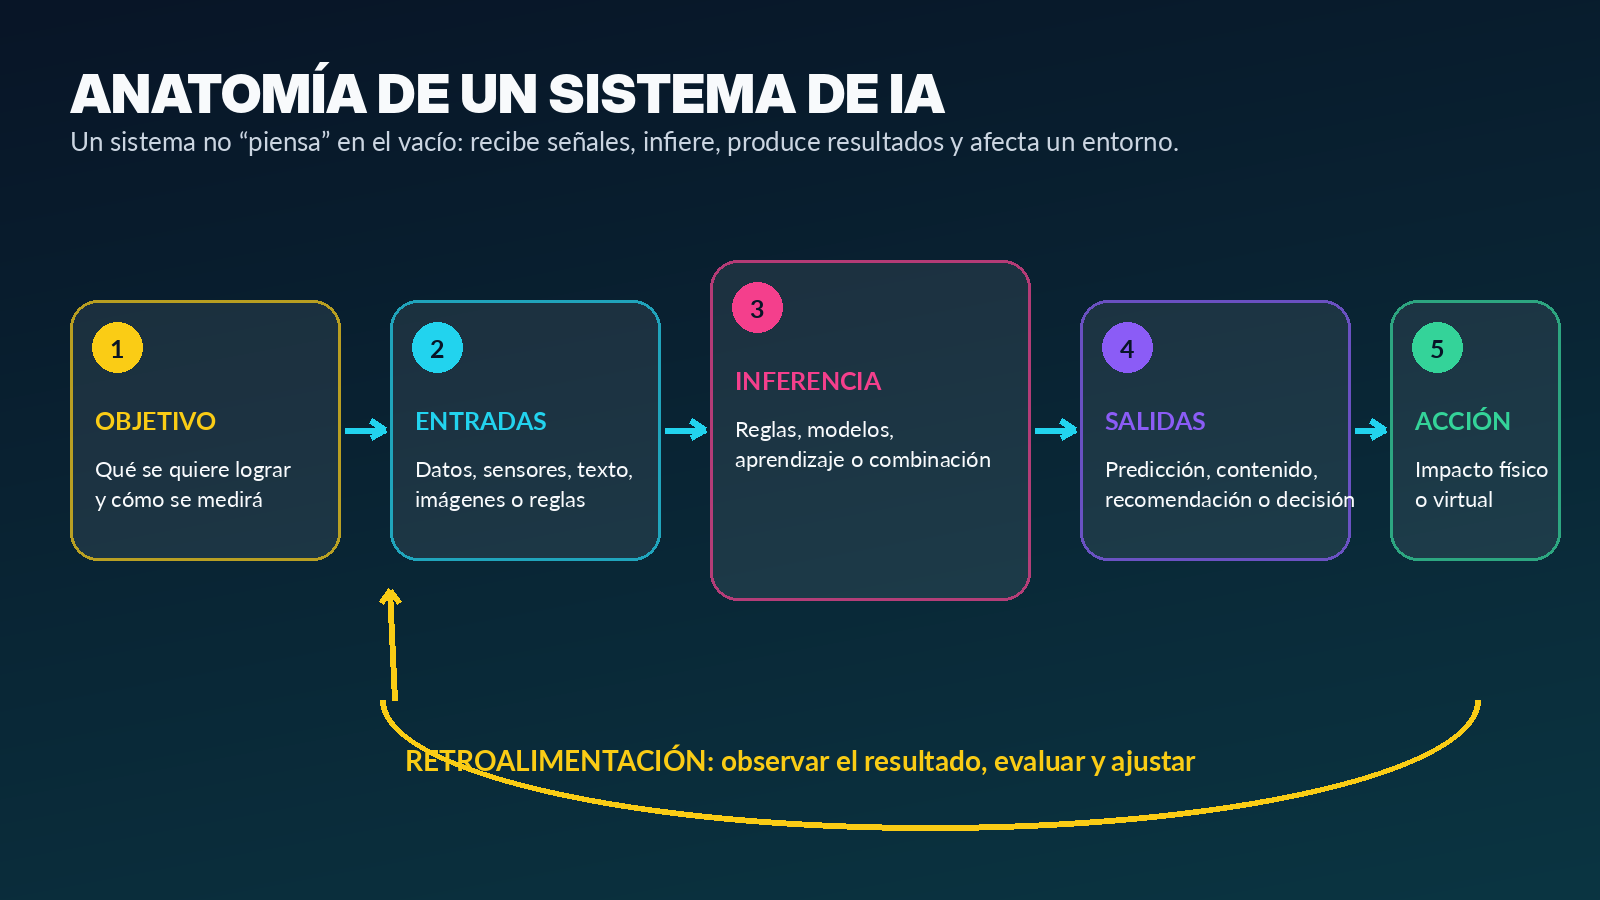 ANATOMÍA DE UN SISTEMA DE IA
Un sistema no “piensa” en el vacío: recibe señales, infiere, produce resultados y afecta un entorno.
1
OBJETIVO
Qué se quiere lograr
y cómo se medirá
2
ENTRADAS
Datos, sensores, texto,
imágenes o reglas
3
INFERENCIA
Reglas, modelos,
aprendizaje o combinación
4
SALIDAS
Predicción, contenido,
recomendación o decisión
5
ACCIÓN
Impacto físico
o virtual
RETROALIMENTACIÓN: observar el resultado, evaluar y ajustar